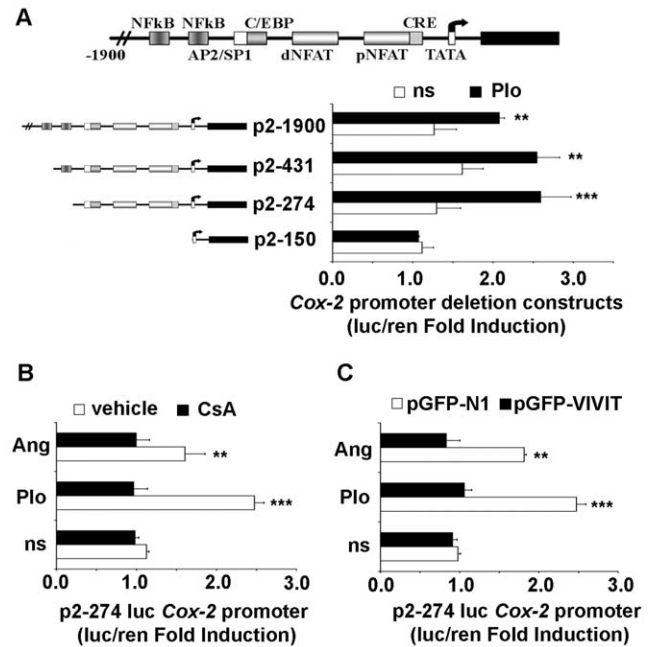 A
NFkB NFkB C/EBP CRE
-1900 AP2/SP1 dNFAT pNFAT TATA
ns PIo
p2-1900 **
p2-431 **
p2-274 ***
p2-150
0.0 1.0 2.0 3.0
Cox-2 promoter deletion constructs
(luc/ren Fold Induction)
B
vehicle CsA
Ang **
PIo ***
ns
0.0 1.0 2.0 3.0
p2-274 luc Cox-2 promoter
(luc/ren Fold Induction)
C
pGFP-N1 pGFP-VIVIT
Ang **
PIo ***
ns
0.0 1.0 2.0 3.0
p2-274 luc Cox-2 promoter
(luc/ren Fold Induction)